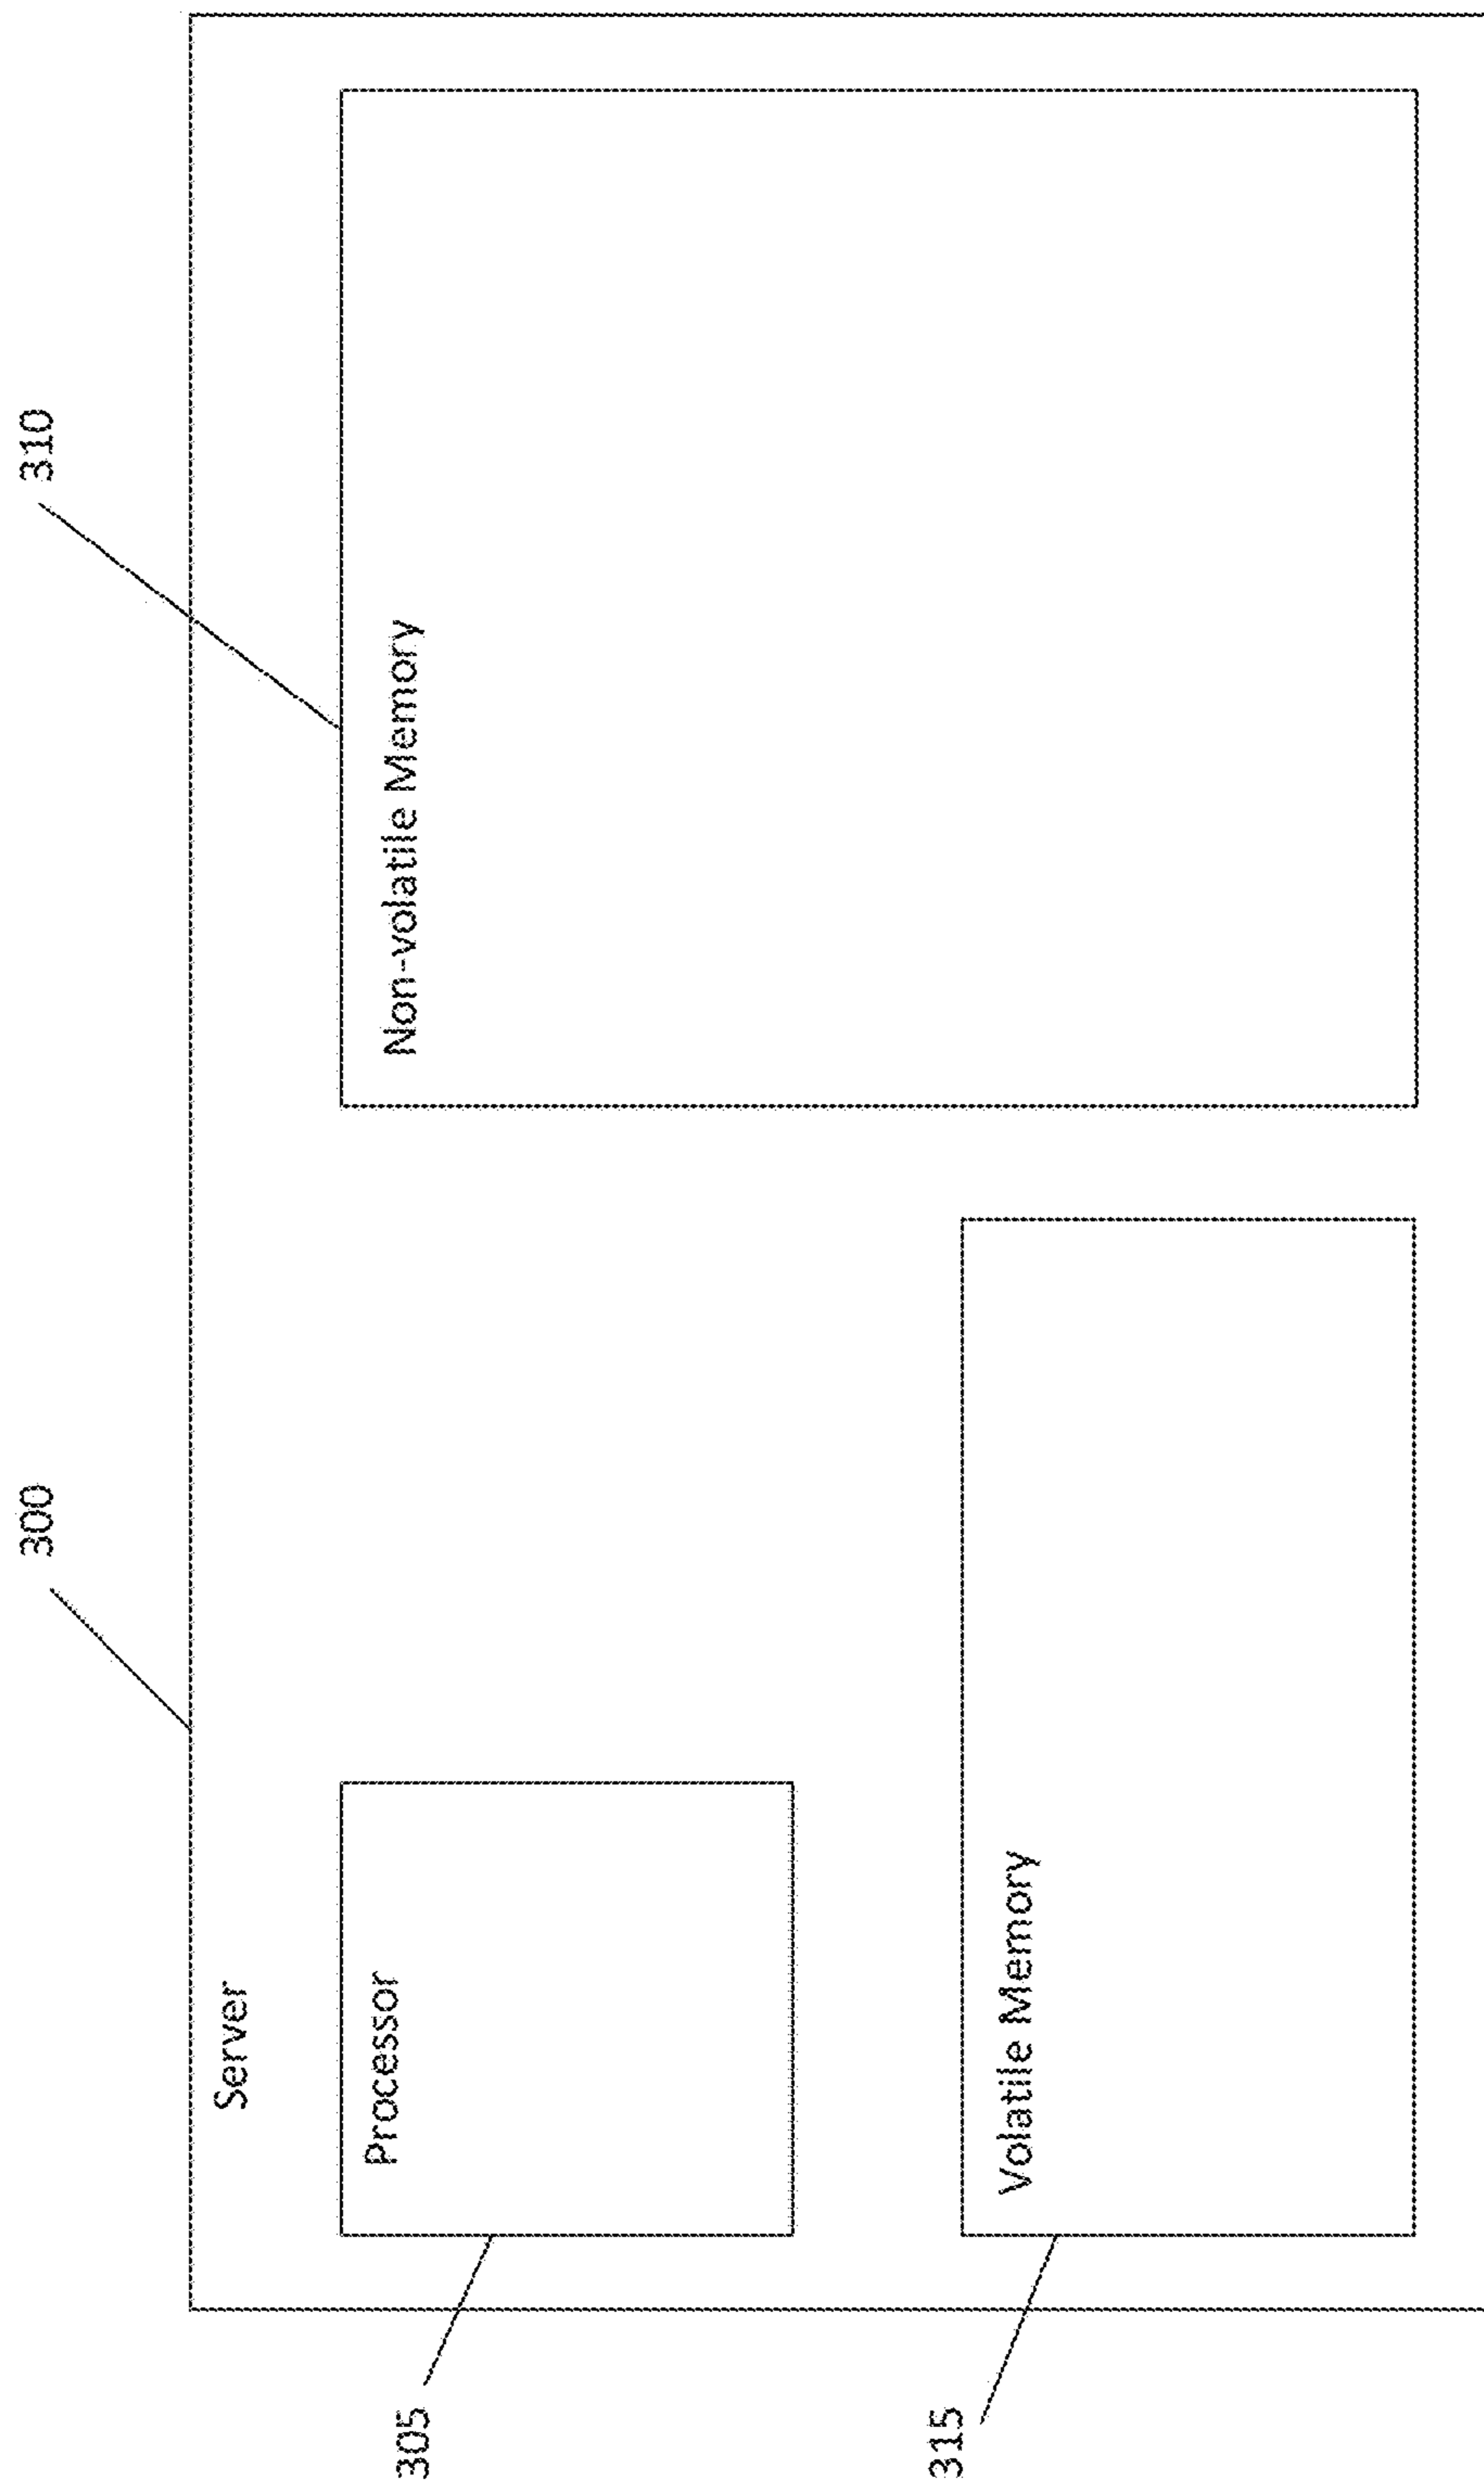 300
310
Server
305
Processor
Non-volatile Memory
315
Volatile Memory